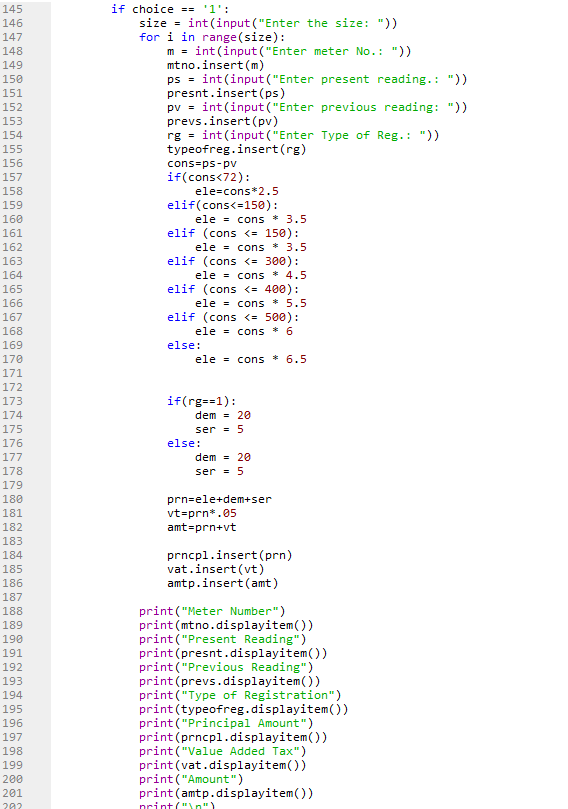 145        if choice == '1':
146            size = int(input("Enter the size: "))
147            for i in range(size):
148                m = int(input("Enter meter No.: "))
149                mtno.insert(m)
150                ps = int(input("Enter present reading.: "))
151                presnt.insert(ps)
152                pv = int(input("Enter previous reading: "))
153                prevs.insert(pv)
154                rg = int(input("Enter Type of Reg.: "))
155                typeofreg.insert(rg)
156                cons=ps-pv
157                if(cons<72):
158                    ele=cons*2.5
159                elif(cons<=150):
160                    ele = cons * 3.5
161                elif (cons <= 150):
162                    ele = cons * 3.5
163                elif (cons <= 300):
164                    ele = cons * 4.5
165                elif (cons <= 400):
166                    ele = cons * 5.5
167                elif (cons <= 500):
168                    ele = cons * 6
169                else:
170                    ele = cons * 6.5
171
172
173                if(rg==1):
174                    dem = 20
175                    ser = 5
176                else:
177                    dem = 20
178                    ser = 5
179
180                prn=ele+dem+ser
181                vt=prn*.05
182                amt=prn+vt
183
184                prncpl.insert(prn)
185                vat.insert(vt)
186                amtp.insert(amt)
187
188            print("Meter Number")
189            print(mtno.displayitem())
190            print("Present Reading")
191            print(presnt.displayitem())
192            print("Previous Reading")
193            print(prevs.displayitem())
194            print("Type of Registration")
195            print(typeofreg.displayitem())
196            print("Principal Amount")
197            print(prncpl.displayitem())
198            print("Value Added Tax")
199            print(vat.displayitem())
200            print("Amount")
201            print(amtp.displayitem())
202            print("\n")